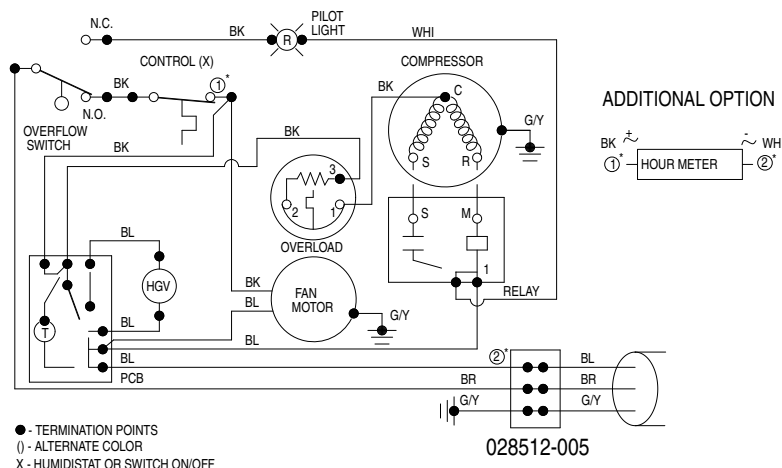 N.C.
BK
R
PILOT
LIGHT
WHI
CONTROL (X)
COMPRESSOR
BK
1*
BK
C
N.O.
ADDITIONAL OPTION
OVERFLOW
SWITCH
BK
BK
G/Y
BK + ~
- ~ WHI
1* HOUR METER 2*
S R
3
2 1
OVERLOAD
S M
BL
HGV
BK
BL
FAN
MOTOR
1
RELAY
G/Y
T
BL
BL
BL
2*
BL
PCB
BR
BR
G/Y
G/Y
● - TERMINATION POINTS
() - ALTERNATE COLOR
X - HUMIDISTAT OR SWITCH ON/OFF
028512-005